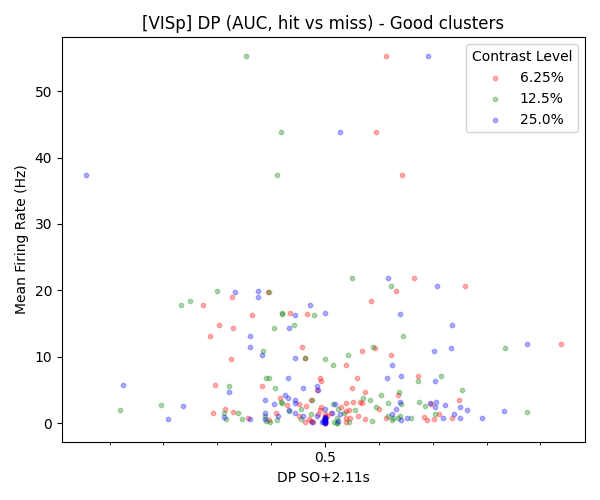 [VISp] DP (AUC, hit vs miss) - Good clusters
Contrast Level
6.25%
12.5%
25.0%
Mean Firing Rate (Hz)
50
40
30
20
10
0
0.5
DP SO+2.11s